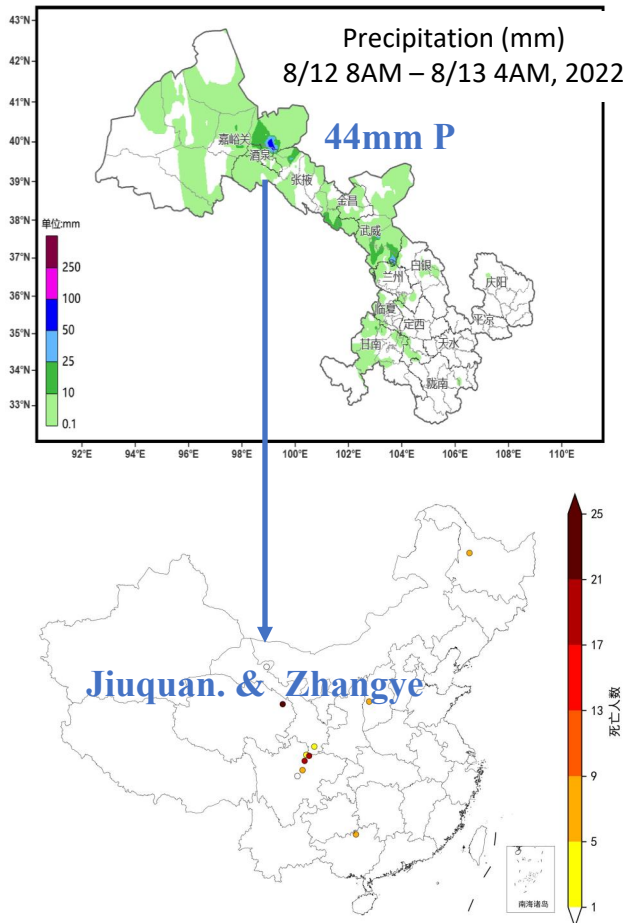 43°N
Precipitation (mm)
8/12 8AM – 8/13 4AM, 2022
42°N
41°N
44mm P
40°N
嘉峪关
酒泉
39°N
张掖
金昌
38°N
武威
单位:mm
250
37°N
兰州
白银
庆阳
100
36°N
临夏
定西
平凉
50
35°N
甘南
天水
25
34°N
陇南
10
33°N
0.1
92°E
94°E
96°E
98°E
100°E
102°E
104°E
106°E
108°E
110°E
Jiuquan. & Zhangye
25
21
17
死亡人数
13
9
5
1
南海诸岛